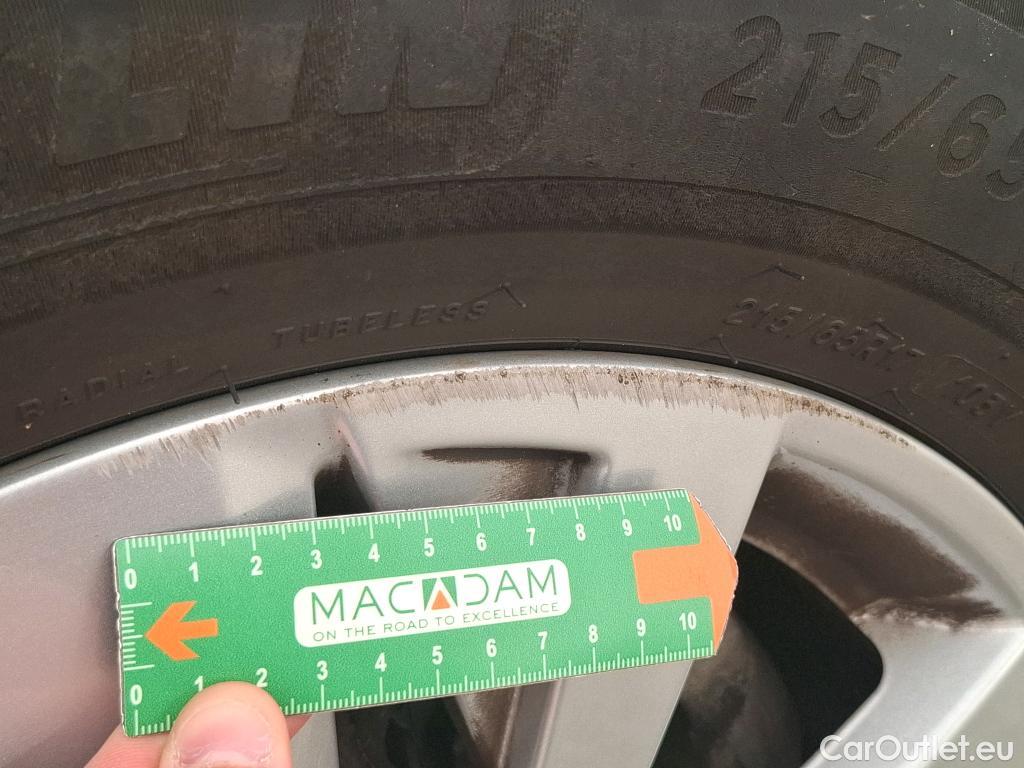 215/65
RADIAL TUBELESS
215/65R17 103V
0 1 2 3 4 5 6 7 8 9 10
MACADAM
ON THE ROAD TO EXCELLENCE
0 1 2 3 4 5 6 7 8 9 10
CarOutlet.eu